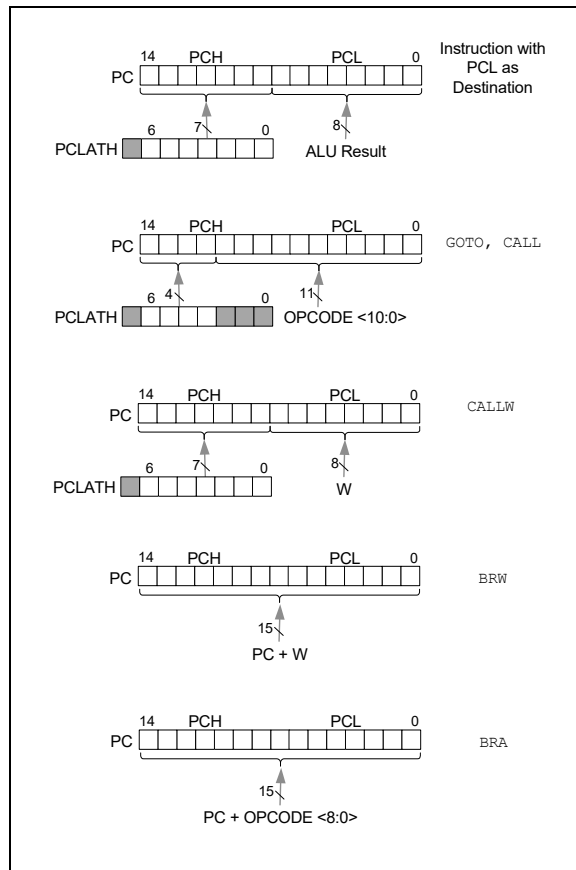 14 PCH PCL 0 Instruction with
PC PCL as
Destination
6 7 0 8
PCLATH ALU Result
14 PCH PCL 0
PC GOTO, CALL
6 4 0 11
PCLATH OPCODE <10:0>
14 PCH PCL 0
PC CALLW
6 7 0 8
PCLATH W
14 PCH PCL 0
PC BRW
15
PC + W
14 PCH PCL 0
PC BRA
15
PC + OPCODE <8:0>